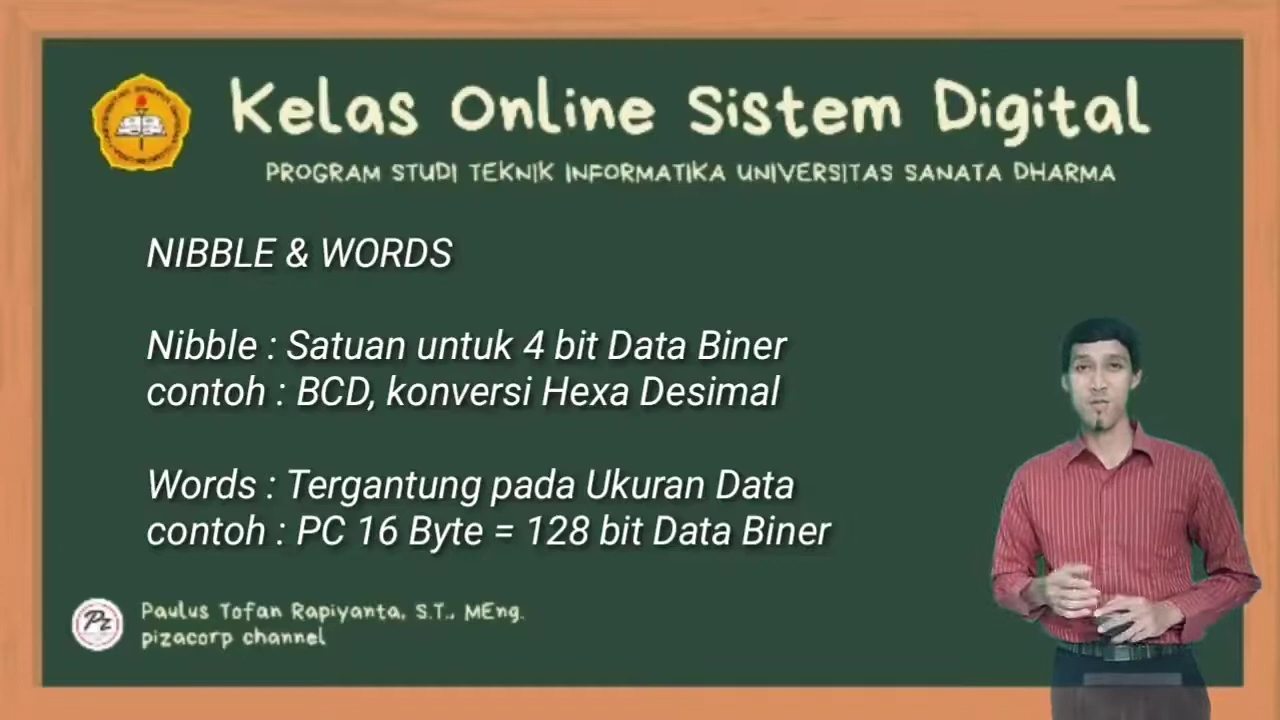 Kelas Online Sistem Digital
PROGRAM STUDI TEKNIK INFORMATIKA UNIVERSITAS SANATA DHARMA
NIBBLE & WORDS
Nibble : Satuan untuk 4 bit Data Biner
contoh : BCD, konversi Hexa Desimal
Words : Tergantung pada Ukuran Data
contoh : PC 16 Byte = 128 bit Data Biner
Pz
Paulus Tofan Rapiyanta, S.T., MEng.
pizacorp channel